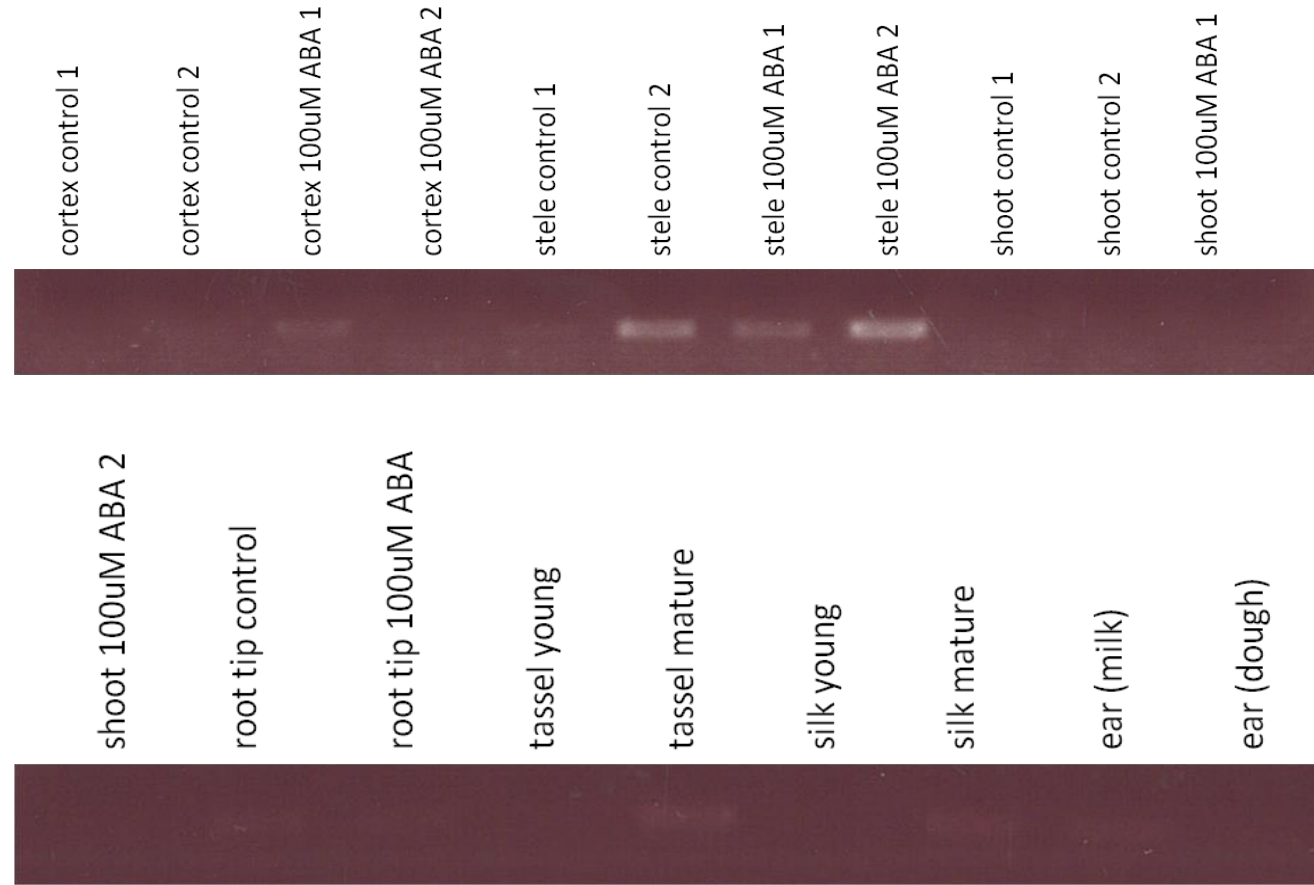 cortex control 1
cortex control 2
cortex 100uM ABA 1
cortex 100uM ABA 2
stele control 1
stele control 2
stele 100uM ABA 1
stele 100uM ABA 2
shoot control 1
shoot control 2
shoot 100uM ABA 1
shoot 100uM ABA 2
root tip control
root tip 100uM ABA
tassel young
tassel mature
silk young
silk mature
ear (milk)
ear (dough)